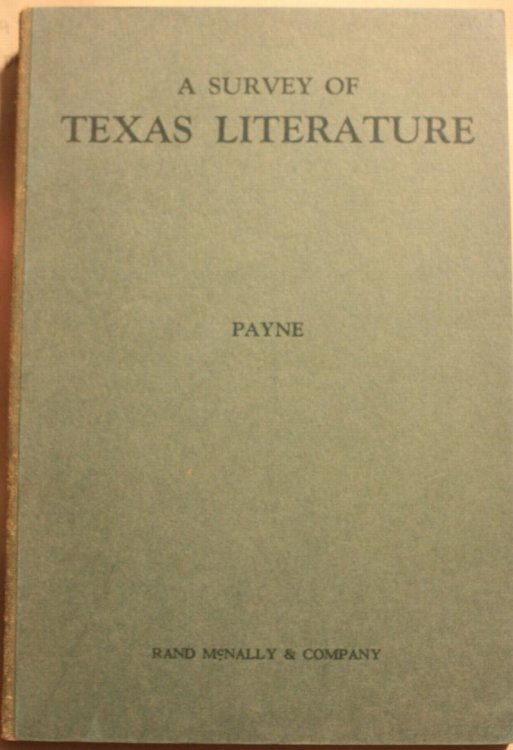 A SURVEY OF
TEXAS LITERATURE
PAYNE
RAND McNALLY & COMPANY